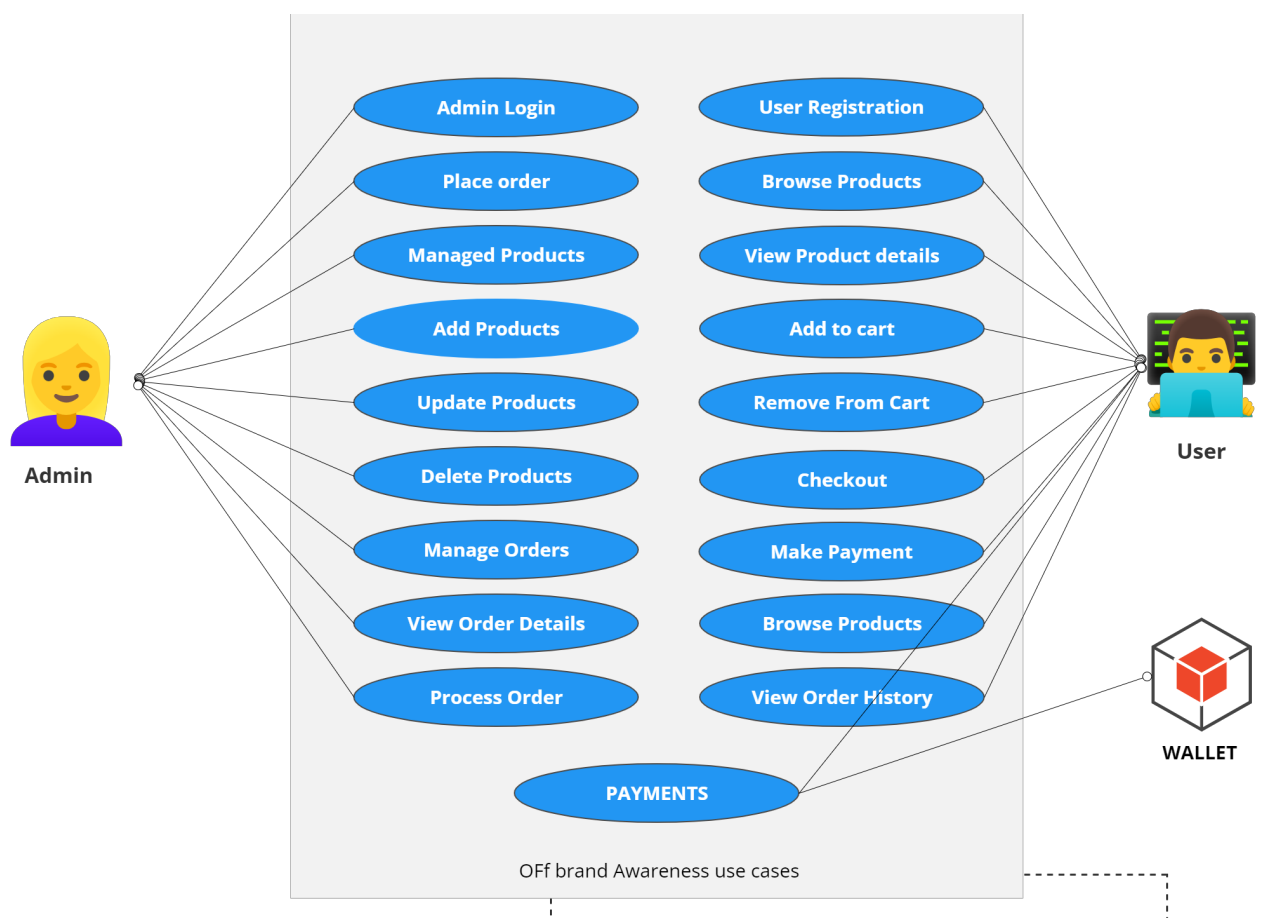 Admin Login
User Registration
Place order
Browse Products
Managed Products
View Product details
Add Products
Add to cart
Update Products
Remove From Cart
Admin
User
Delete Products
Checkout
Manage Orders
Make Payment
View Order Details
Browse Products
Process Order
View Order History
WALLET
PAYMENTS
OFf brand Awareness use cases